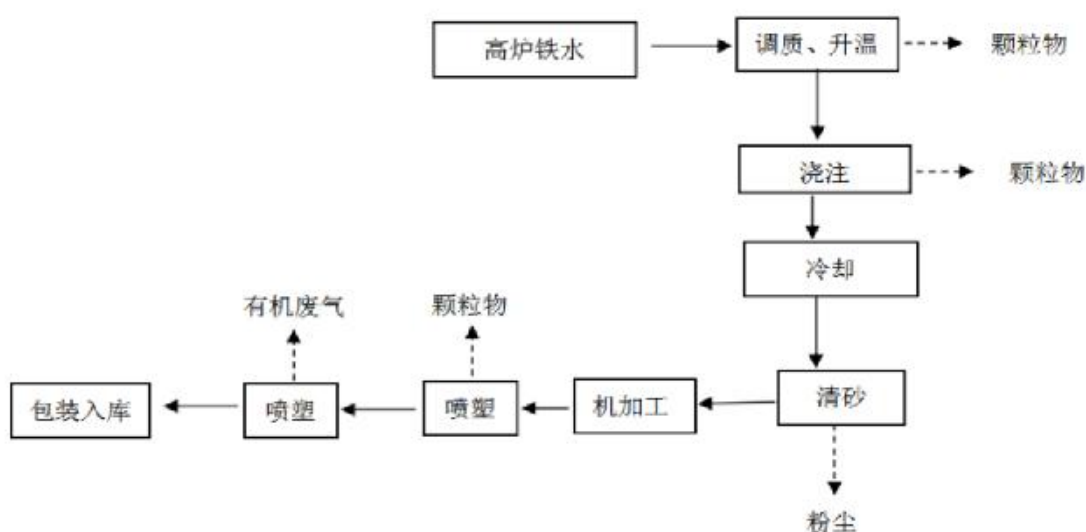 高炉铁水
调质、升温
颗粒物
浇注
颗粒物
冷却
有机废气
颗粒物
包装入库
喷塑
喷塑
机加工
清砂
粉尘